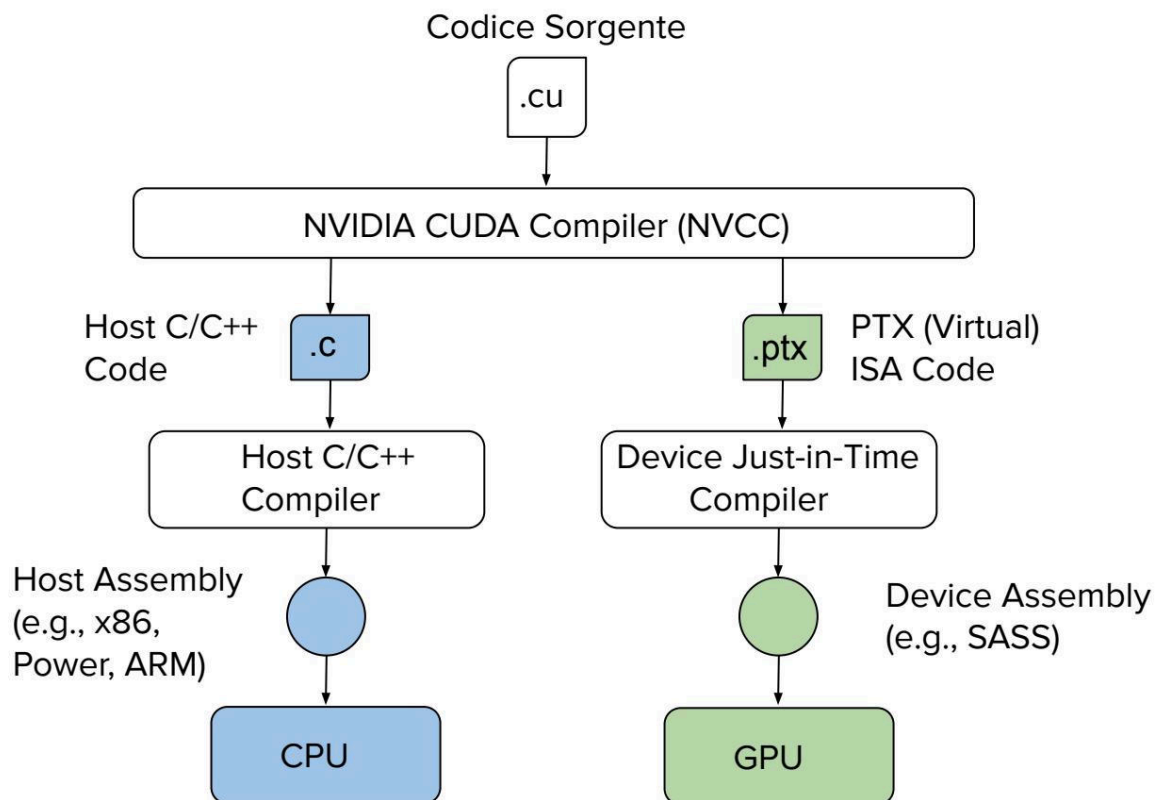 Codice Sorgente
.cu
NVIDIA CUDA Compiler (NVCC)
Host C/C++
Code
.c
.ptx
PTX (Virtual)
ISA Code
Host C/C++
Compiler
Device Just-in-Time
Compiler
Host Assembly
(e.g., x86,
Power, ARM)
Device Assembly
(e.g., SASS)
CPU
GPU